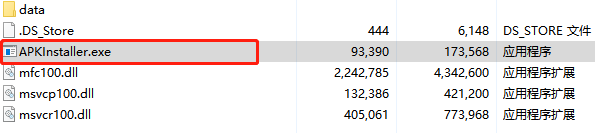 data
.DS_Store 444 6,148 DS_STORE 文件
APKInstaller.exe 93,390 173,568 应用程序
mfc100.dll 2,242,785 4,342,600 应用程序扩展
msvcp100.dll 132,386 421,200 应用程序扩展
msvcr100.dll 405,061 773,968 应用程序扩展